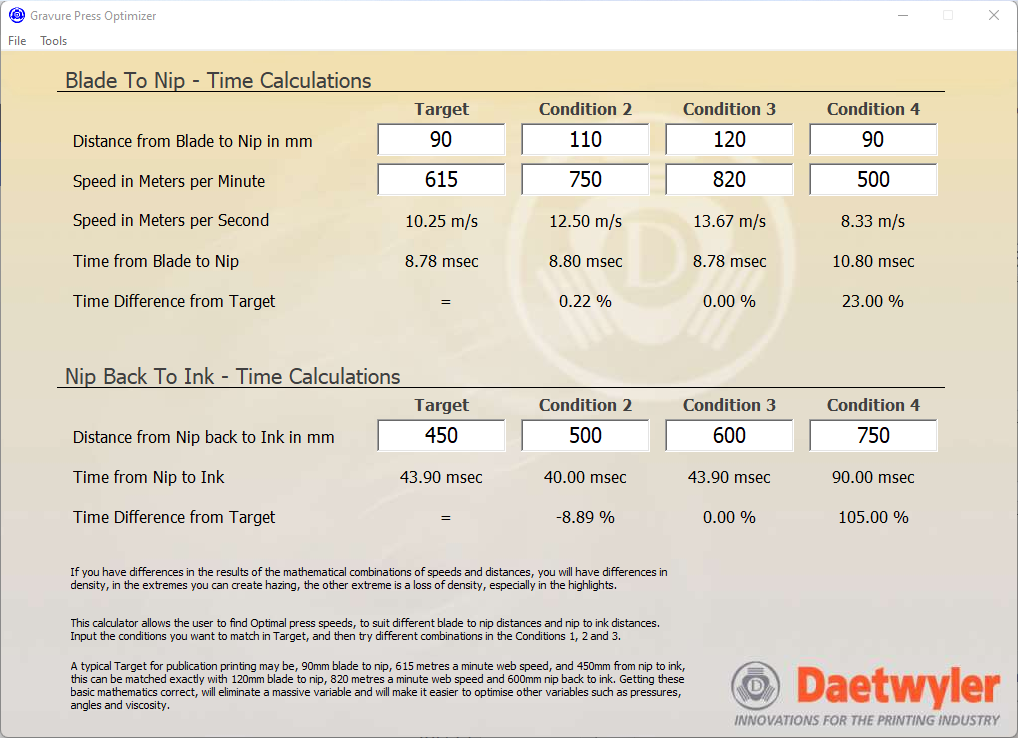 Gravure Press Optimizer
File Tools
Blade To Nip - Time Calculations
Target Condition 2 Condition 3 Condition 4
Distance from Blade to Nip in mm 90 110 120 90
Speed in Meters per Minute 615 750 820 500
Speed in Meters per Second 10.25 m/s 12.50 m/s 13.67 m/s 8.33 m/s
Time from Blade to Nip 8.78 msec 8.80 msec 8.78 msec 10.80 msec
Time Difference from Target = 0.22 % 0.00 % 23.00 %
Nip Back To Ink - Time Calculations
Target Condition 2 Condition 3 Condition 4
Distance from Nip back to Ink in mm 450 500 600 750
Time from Nip to Ink 43.90 msec 40.00 msec 43.90 msec 90.00 msec
Time Difference from Target = -8.89 % 0.00 % 105.00 %
If you have differences in the results of the mathematical combinations of speeds and distances, you will have differences in
density, in the extremes you can create hazing, the other extreme is a loss of density, especially in the highlights.
This calculator allows the user to find Optimal press speeds, to suit different blade to nip distances and nip to ink distances.
Input the conditions you want to match in Target, and then try different combinations in the Conditions 1, 2 and 3.
A typical Target for publication printing may be, 90mm blade to nip, 615 metres a minute web speed, and 450mm from nip to ink,
this can be matched exactly with 120mm blade to nip, 820 metres a minute web speed and 600mm nip back to ink. Getting these
basic mathematics correct, will eliminate a massive variable and will make it easier to optimise other variables such as pressures,
angles and viscosity.
D
D
Daetwyler
INNOVATIONS FOR THE PRINTING INDUSTRY